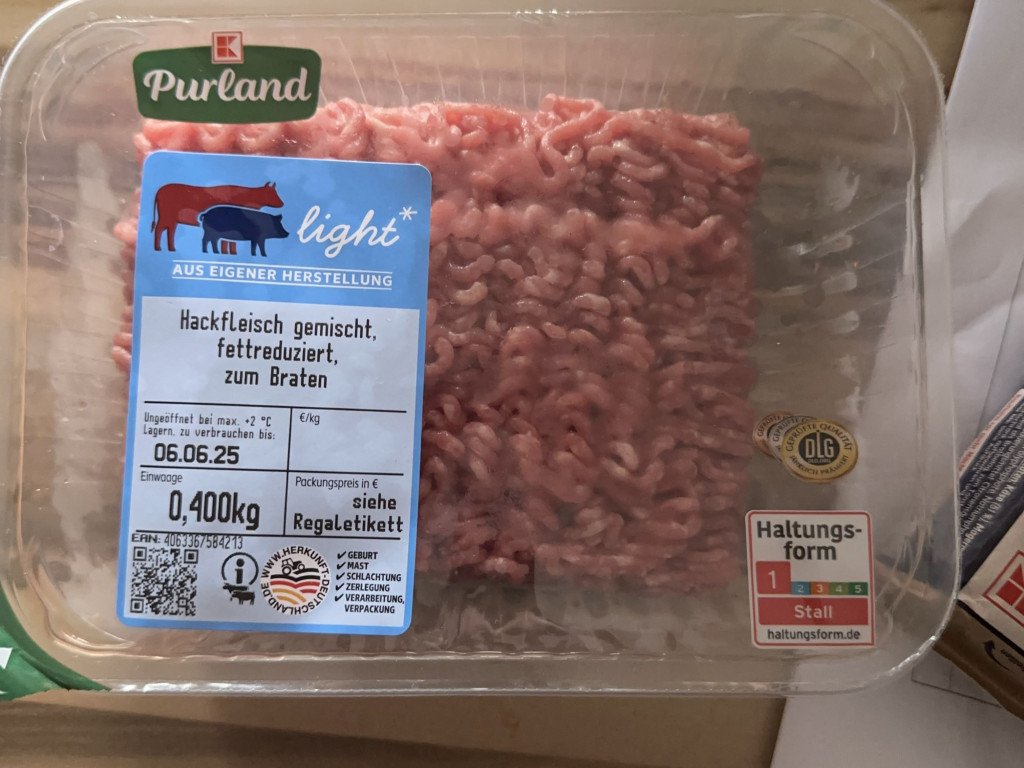 K
Purland
light*
AUS EIGENER HERSTELLUNG
Hackfleisch gemischt,
fettreduziert,
zum Braten
Ungeöffnet bei max. +2 °C
Lagern, zu verbrauchen bis:
06.06.25
€/kg
Einwaage
0,400kg
Packungspreis in €
siehe
Regaletikett
EAN: 4063367584213
i
WWW.HERKUNFT-DEUTSCHLAND.DE
✔ GEBURT
✔ MAST
✔ SCHLACHTUNG
✔ ZERLEGUNG
✔ VERARBEITUNG,
VERPACKUNG
GEPRÜFTE QUALITÄT
DLG
Haltungs-
form
1 2 3 4 5
Stall
haltungsform.de